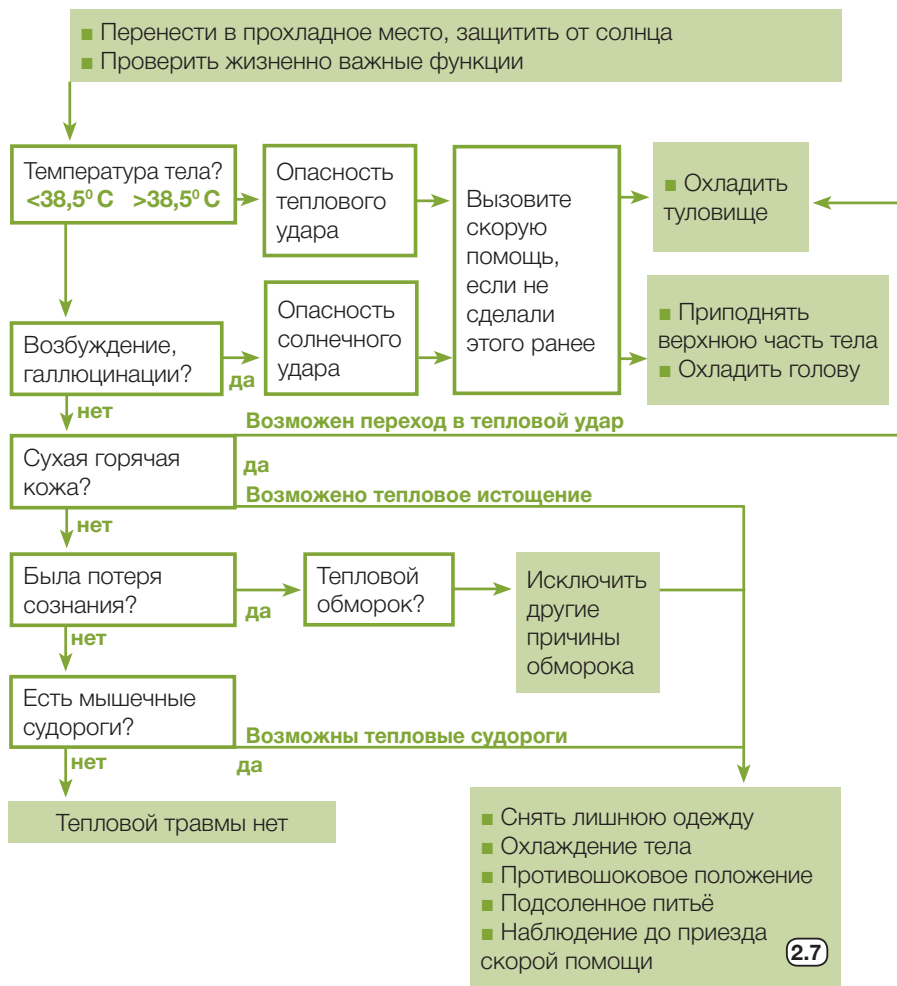 ■ Перенести в прохладное место, защитить от солнца
■ Проверить жизненно важные функции
Температура тела?
<38,5⁰ C >38,5⁰ C
Опасность
теплового
удара
Вызовите
скорую
помощь,
если не
сделали
этого ранее
■ Охладить
туловище
Возбуждение,
галлюцинации?
да
Опасность
солнечного
удара
■ Приподнять
верхнюю часть тела
■ Охладить голову
нет
Возможен переход в тепловой удар
Сухая горячая
кожа?
да
Возможено тепловое истощение
нет
Была потеря
сознания?
да
Тепловой
обморок?
Исключить
другие
причины
обморока
нет
Есть мышечные
судороги?
Возможны тепловые судороги
нет
да
Тепловой травмы нет
■ Снять лишнюю одежду
■ Охлаждение тела
■ Противошоковое положение
■ Подсоленное питьё
■ Наблюдение до приезда
скорой помощи
2.7